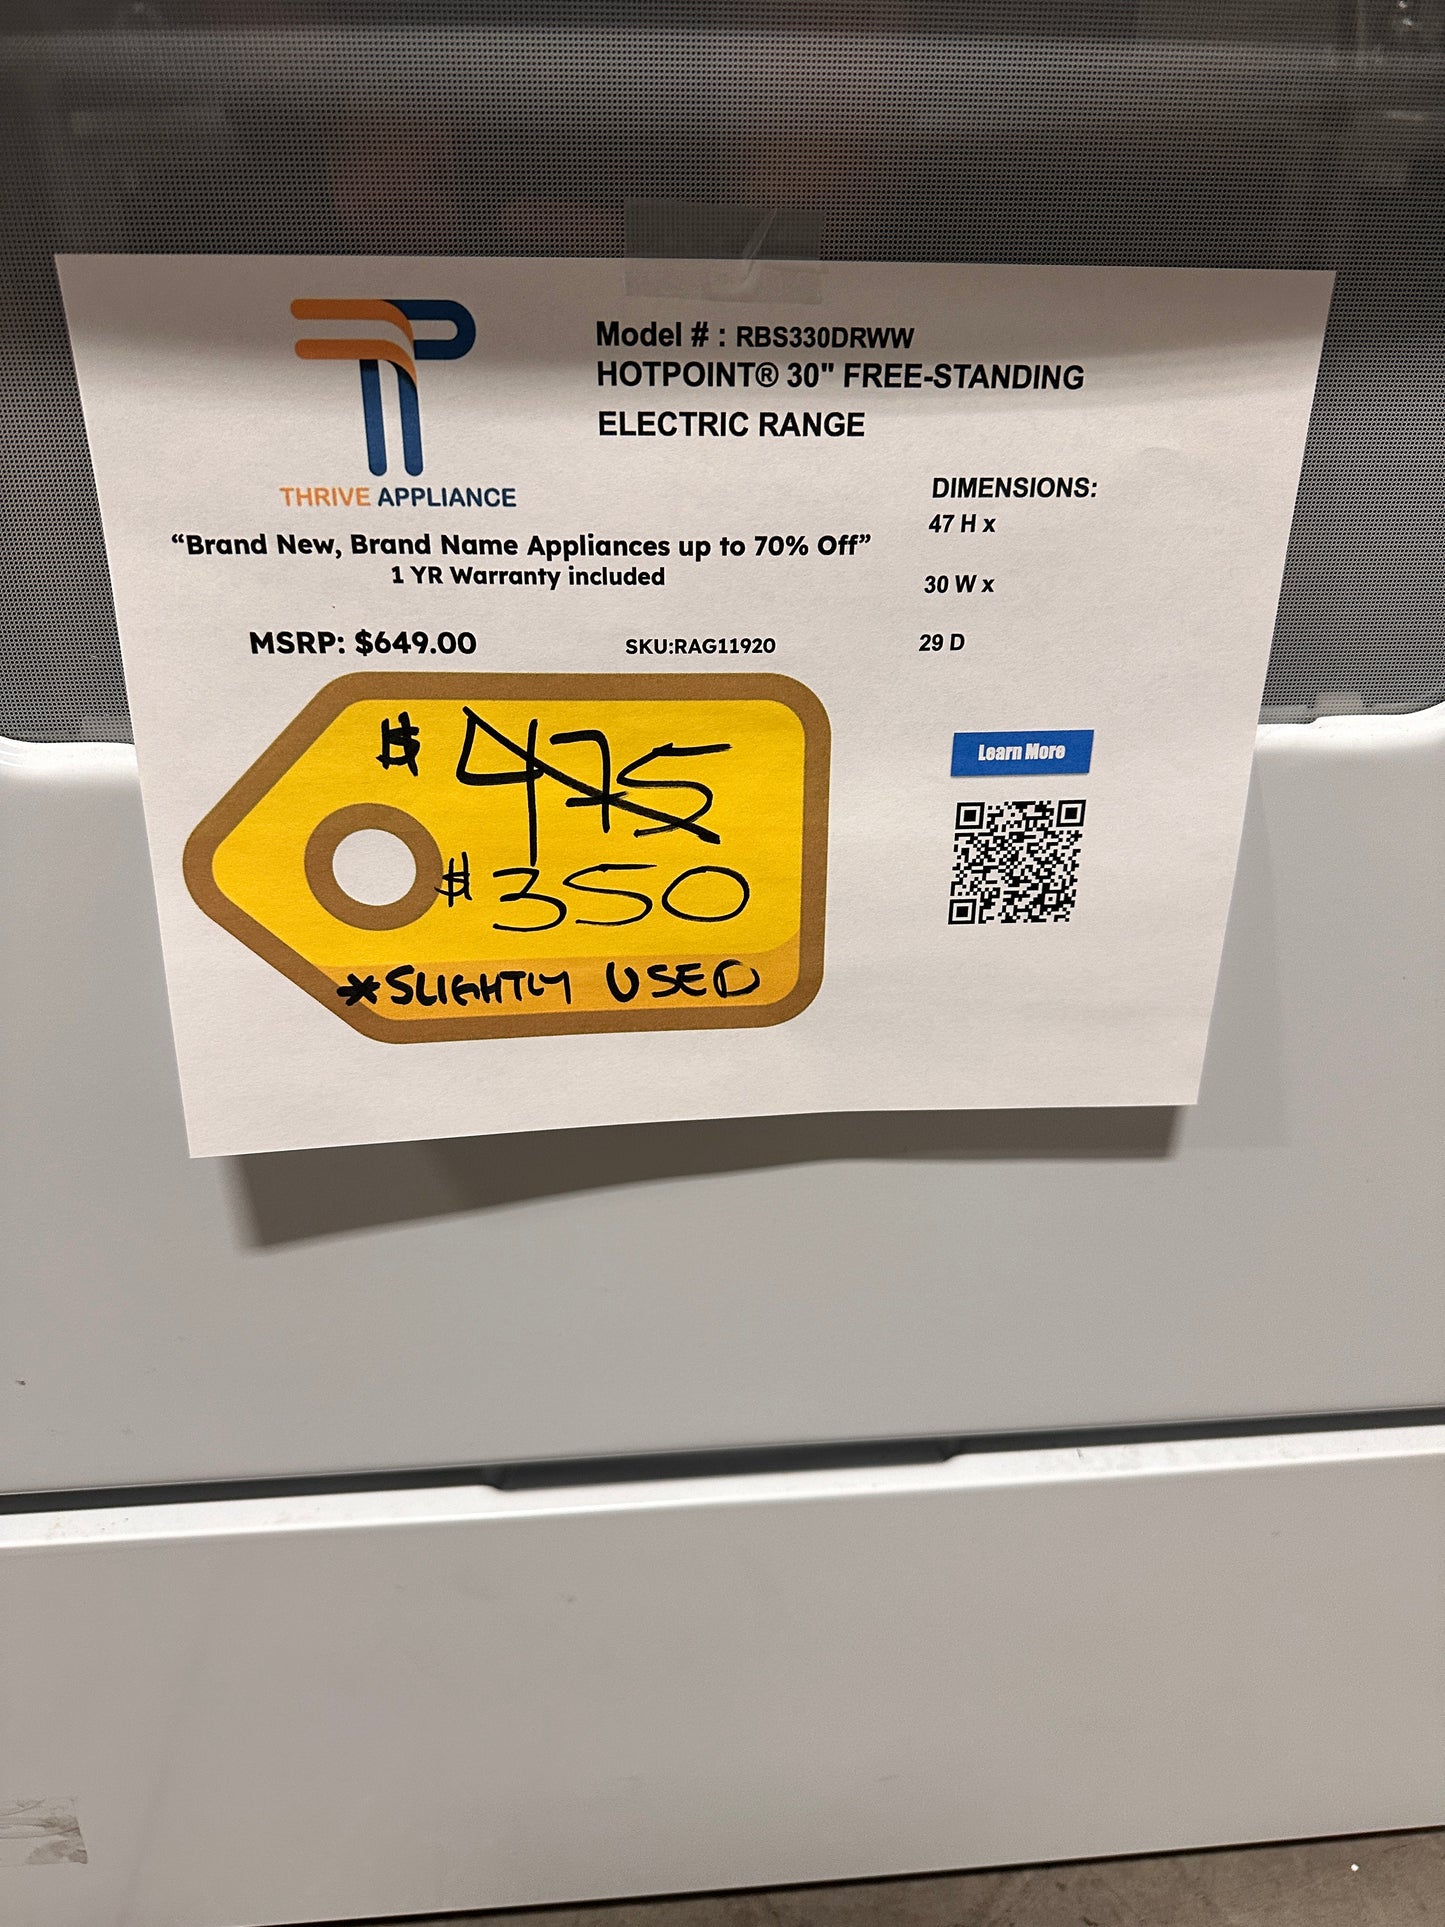 Model # : RBS330DRWW
HOTPOINT® 30" FREE-STANDING
ELECTRIC RANGE
THRIVE APPLIANCE
“Brand New, Brand Name Appliances up to 70% Off”
1 YR Warranty included
DIMENSIONS:
47 H x
30 W x
29 D
MSRP: $649.00
SKU:RAG11920
$ 475
$ 350
*SLIGHTLY USED
Learn More